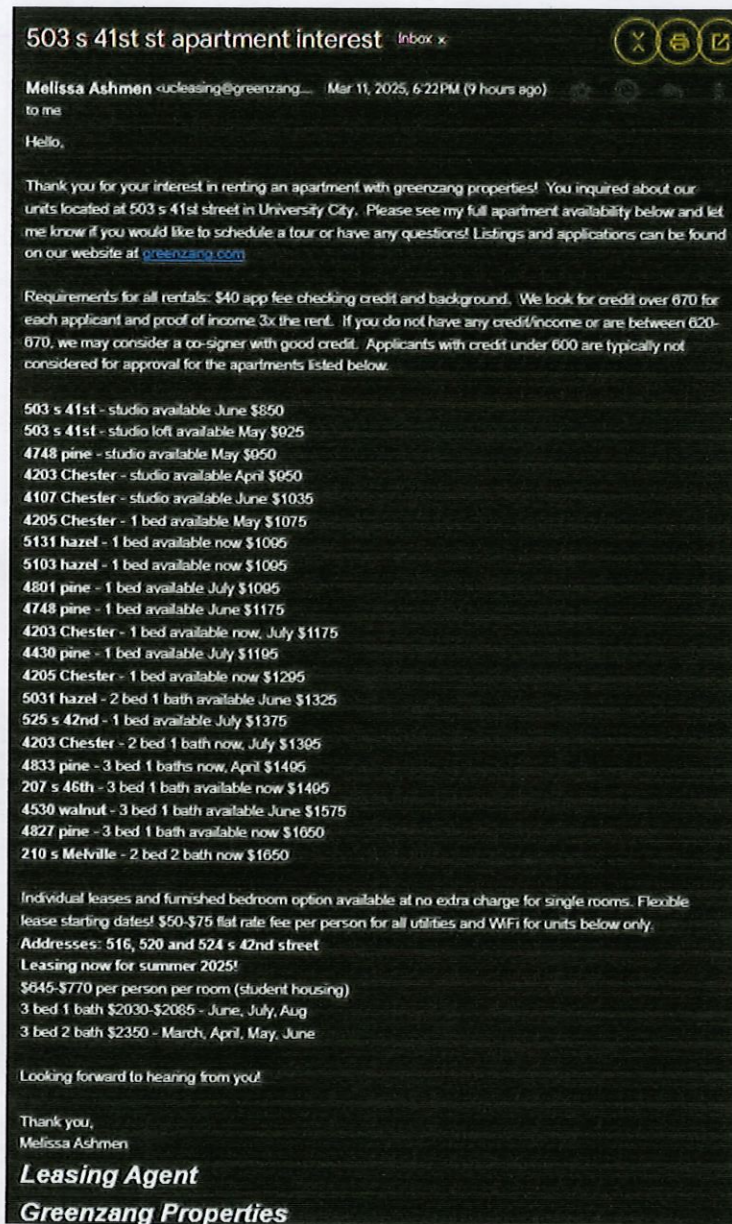 503 s 41st st apartment interest Inbox x
Melissa Ashmen <ucleasing@greenzang... Mar 11, 2025, 6:22 PM (9 hours ago)
to me
Hello,
Thank you for your interest in renting an apartment with greenzang properties! You inquired about our
units located at 503 s 41st street in University City. Please see my full apartment availability below and let
me know if you would like to schedule a tour or have any questions! Listings and applications can be found
on our website at greenzang.com
Requirements for all rentals: $40 app fee checking credit and background. We look for credit over 670 for
each applicant and proof of income 3x the rent. If you do not have any credit/income or are between 620-
670, we may consider a co-signer with good credit. Applicants with credit under 600 are typically not
considered for approval for the apartments listed below.
503 s 41st - studio available June $850
503 s 41st - studio loft available May $925
4748 pine - studio available May $950
4203 Chester - studio available April $950
4107 Chester - studio available June $1035
4205 Chester - 1 bed available May $1075
5131 hazel - 1 bed available now $1095
5103 hazel - 1 bed available now $1095
4801 pine - 1 bed available July $1095
4748 pine - 1 bed available June $1175
4203 Chester - 1 bed available now, July $1175
4430 pine - 1 bed available July $1195
4205 Chester - 1 bed available now $1295
5031 hazel - 2 bed 1 bath available June $1325
525 s 42nd - 1 bed available July $1375
4203 Chester - 2 bed 1 bath now, July $1395
4833 pine - 3 bed 1 baths now, April $1495
207 s 46th - 3 bed 1 bath available now $1495
4530 walnut - 3 bed 1 bath available June $1575
4827 pine - 3 bed 1 bath available now $1650
210 s Melville - 2 bed 2 bath now $1650
Individual leases and furnished bedroom option available at no extra charge for single rooms. Flexible
lease starting dates! $50-$75 flat rate fee per person for all utilities and WiFi for units below only.
Addresses: 516, 520 and 524 s 42nd street
Leasing now for summer 2025!
$645-$770 per person per room (student housing)
3 bed 1 bath $2030-$2085 - June, July, Aug
3 bed 2 bath $2350 - March, April, May, June
Looking forward to hearing from you!
Thank you,
Melissa Ashmen
Leasing Agent
Greenzang Properties